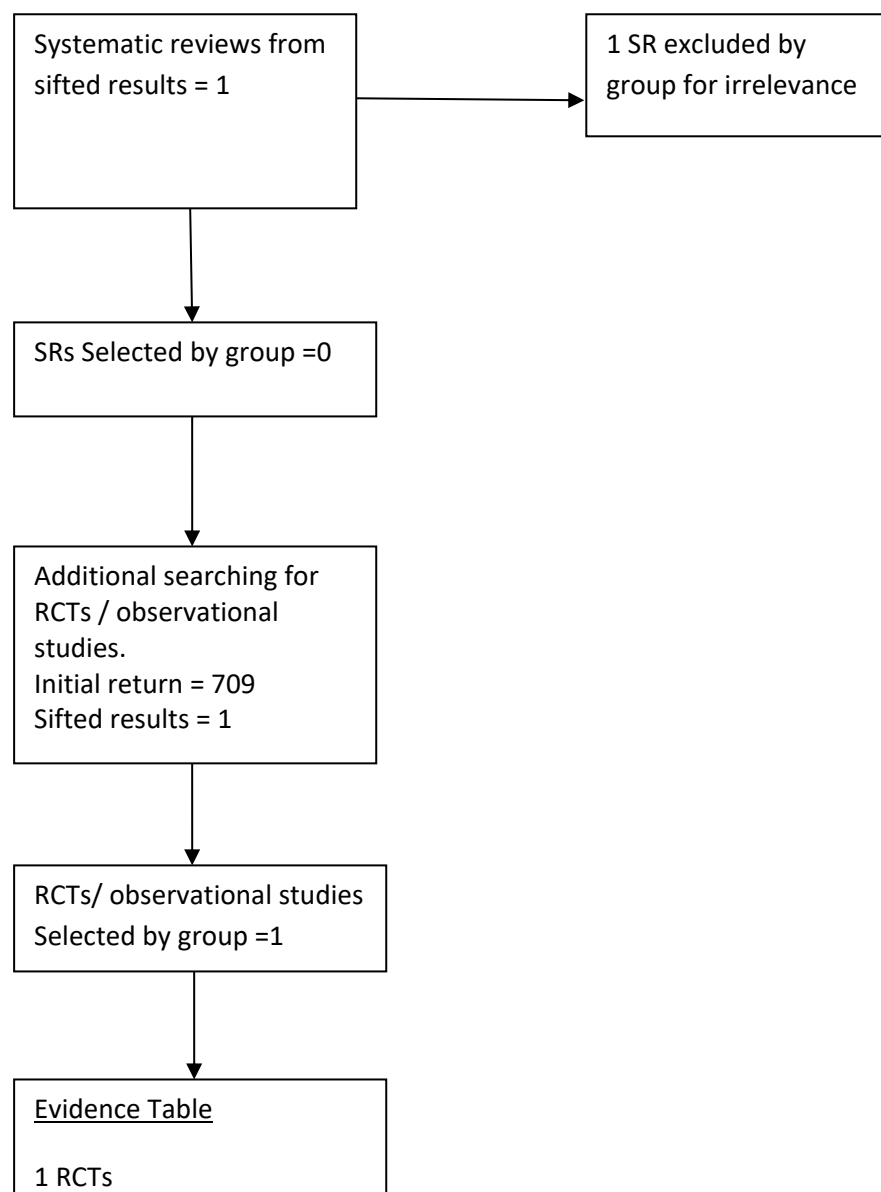 Systematic reviews from
sifted results = 1
1 SR excluded by
group for irrelevance
SRs Selected by group =0
Additional searching for
RCTs / observational
studies.
Initial return = 709
Sifted results = 1
RCTs/ observational studies
Selected by group =1
Evidence Table
1 RCTs